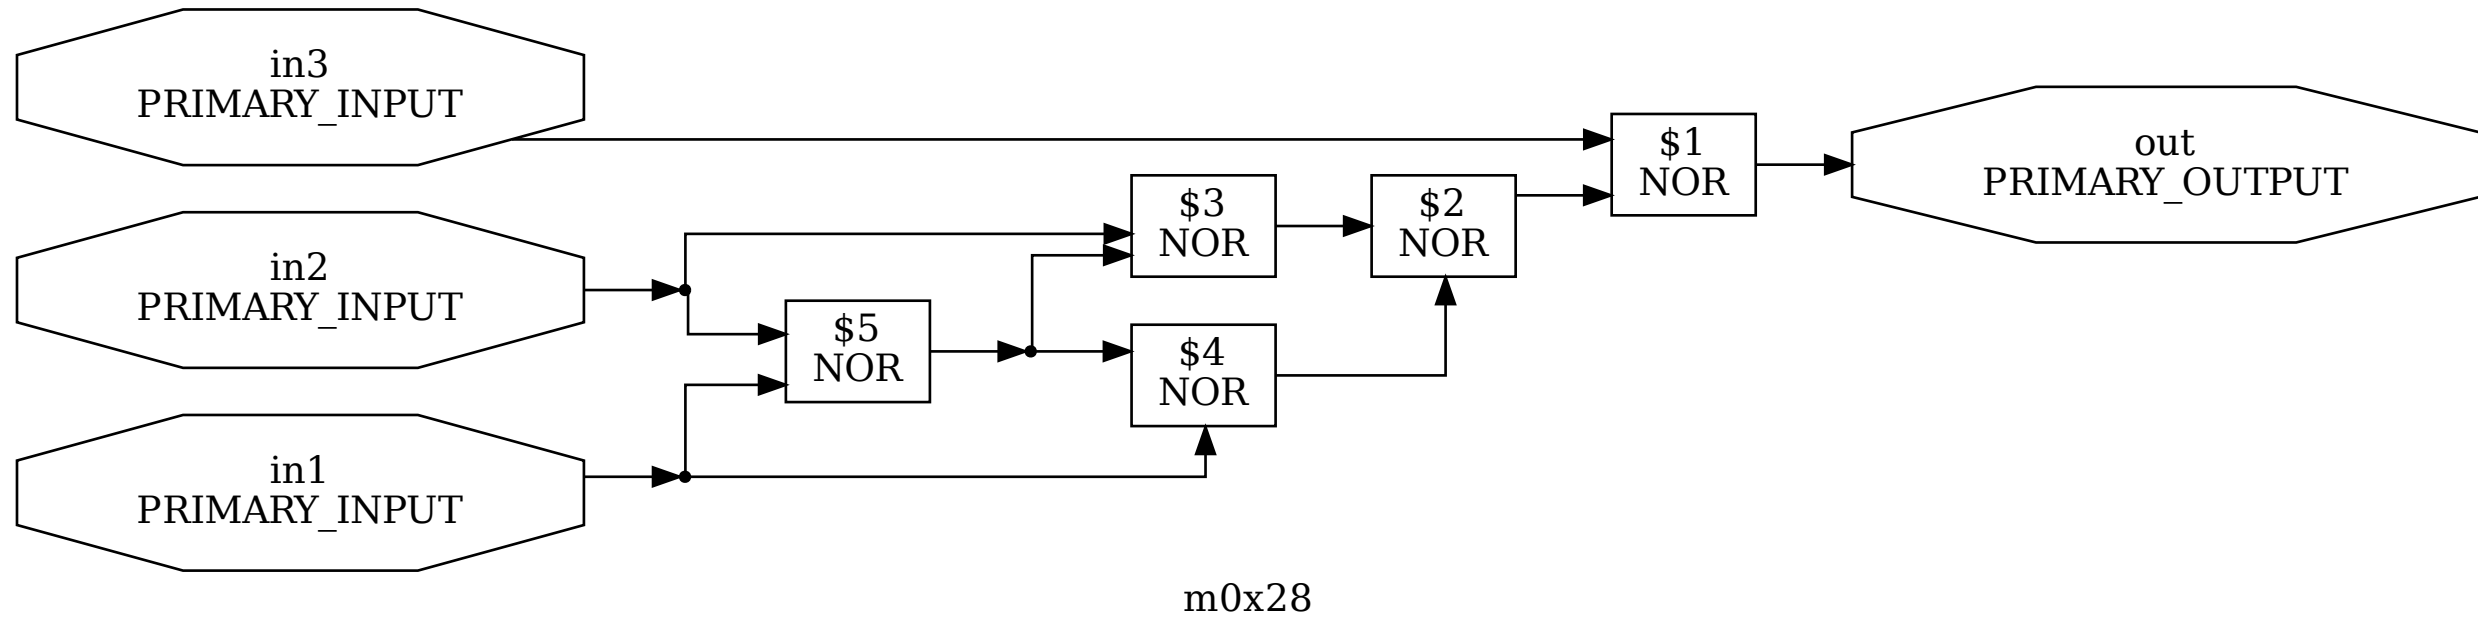 in3
PRIMARY_INPUT
in2
PRIMARY_INPUT
in1
PRIMARY_INPUT
$5
NOR
$3
NOR
$4
NOR
$2
NOR
$1
NOR
out
PRIMARY_OUTPUT
m0x28